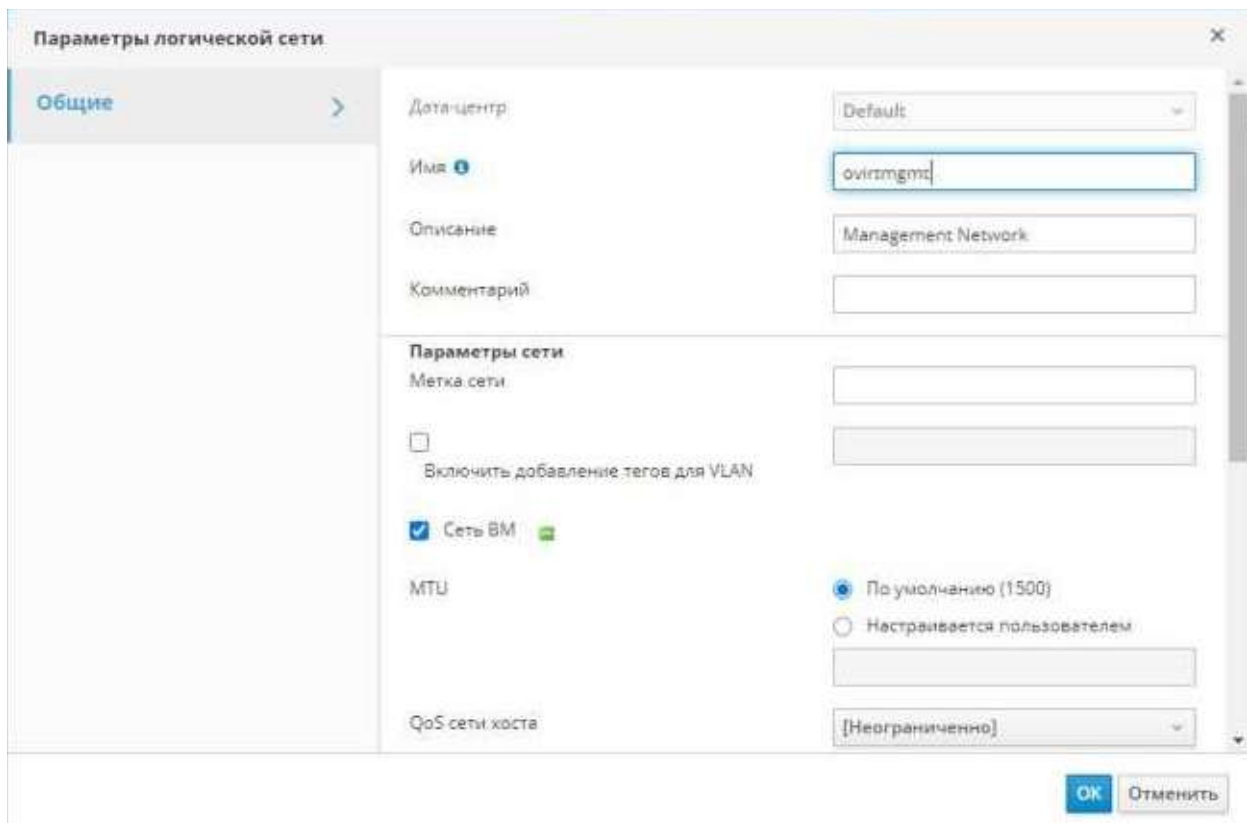 Параметры логической сети
Общие
Дата-центр
Default
Имя
ovirtmgmt
Описание
Management Network
Комментарий
Параметры сети
Метка сети
Включить добавление тегов для VLAN
Сеть ВМ
MTU
По умолчанию (1500)
Настраивается пользователем
QoS сети хоста
[Неограниченно]
OK
Отменить